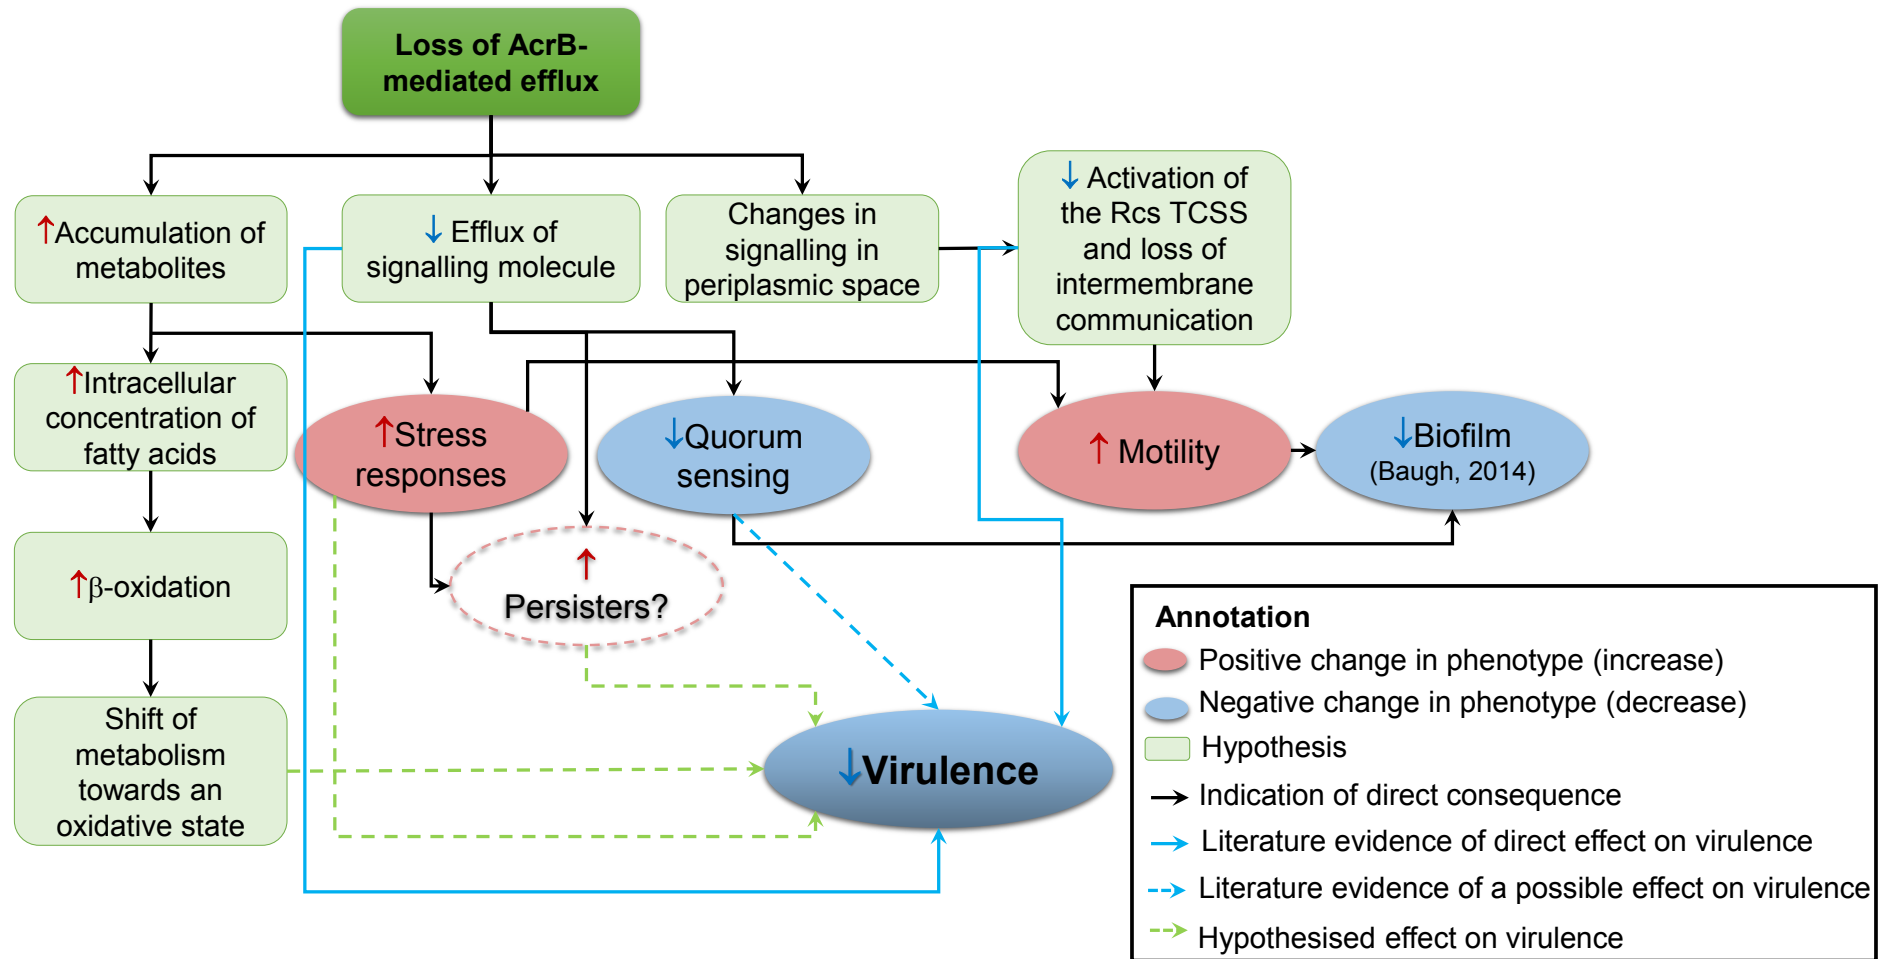 Loss of AcrB-
mediated efflux
↑Accumulation of
metabolites
↓ Efflux of
signalling molecule
Changes in
signalling in
periplasmic space
↓ Activation of
the Rcs TCSS
and loss of
intermembrane
communication
↑Intracellular
concentration of
fatty acids
↑Stress
responses
↓Quorum
sensing
↑ Motility
↓Biofilm
(Baugh, 2014)
↑β-oxidation
↑
Persisters?
Shift of
metabolism
towards an
oxidative state
↓Virulence
Annotation
Positive change in phenotype (increase)
Negative change in phenotype (decrease)
Hypothesis
Indication of direct consequence
Literature evidence of direct effect on virulence
Literature evidence of a possible effect on virulence
Hypothesised effect on virulence